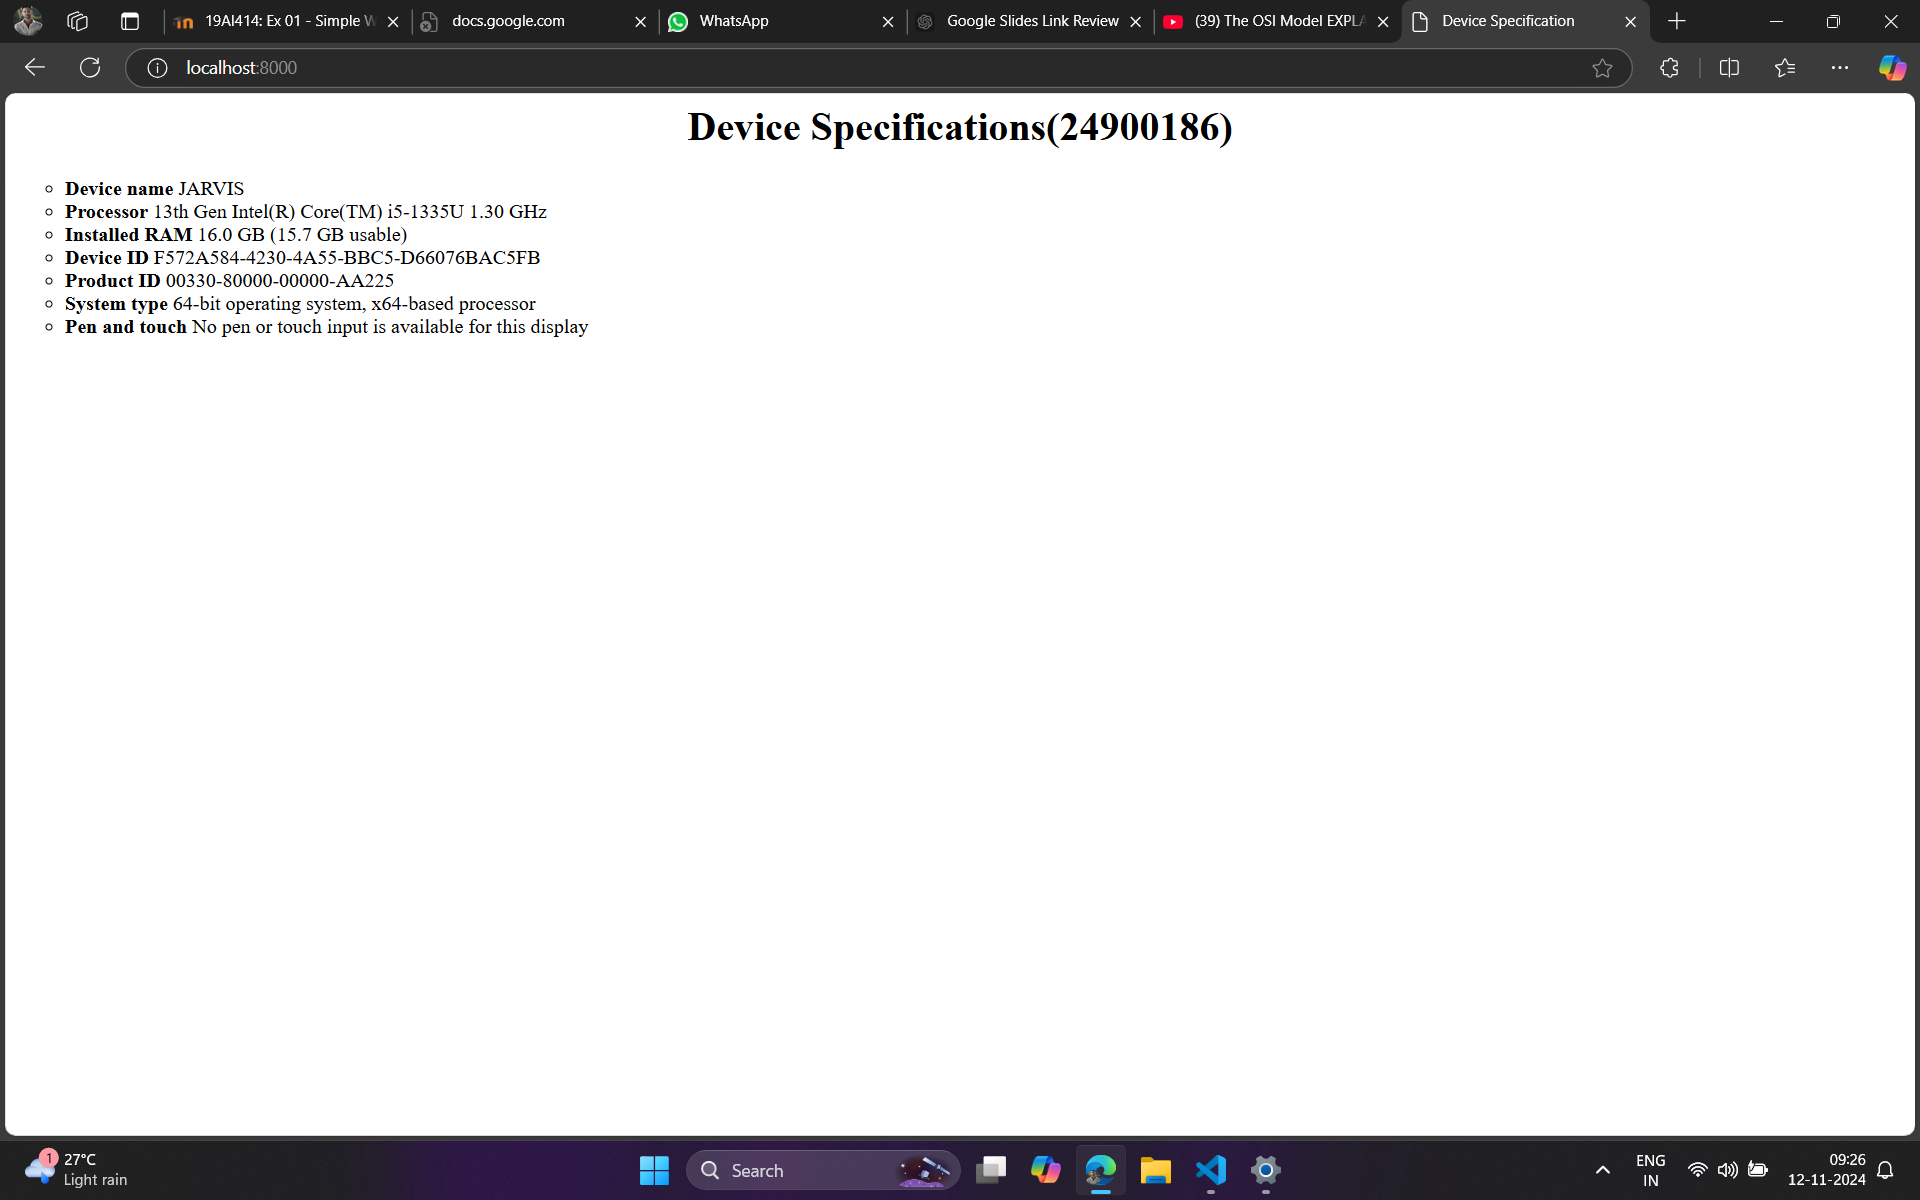 19AI414: Ex 01 - Simple W
docs.google.com
WhatsApp
Google Slides Link Review
(39) The OSI Model EXPLA
Device Specification
localhost:8000
Device Specifications(24900186)
Device name JARVIS
Processor 13th Gen Intel(R) Core(TM) i5-1335U 1.30 GHz
Installed RAM 16.0 GB (15.7 GB usable)
Device ID F572A584-4230-4A55-BBC5-D66076BAC5FB
Product ID 00330-80000-00000-AA225
System type 64-bit operating system, x64-based processor
Pen and touch No pen or touch input is available for this display
1
27°C
Light rain
Search
ENG
IN
09:26
12-11-2024